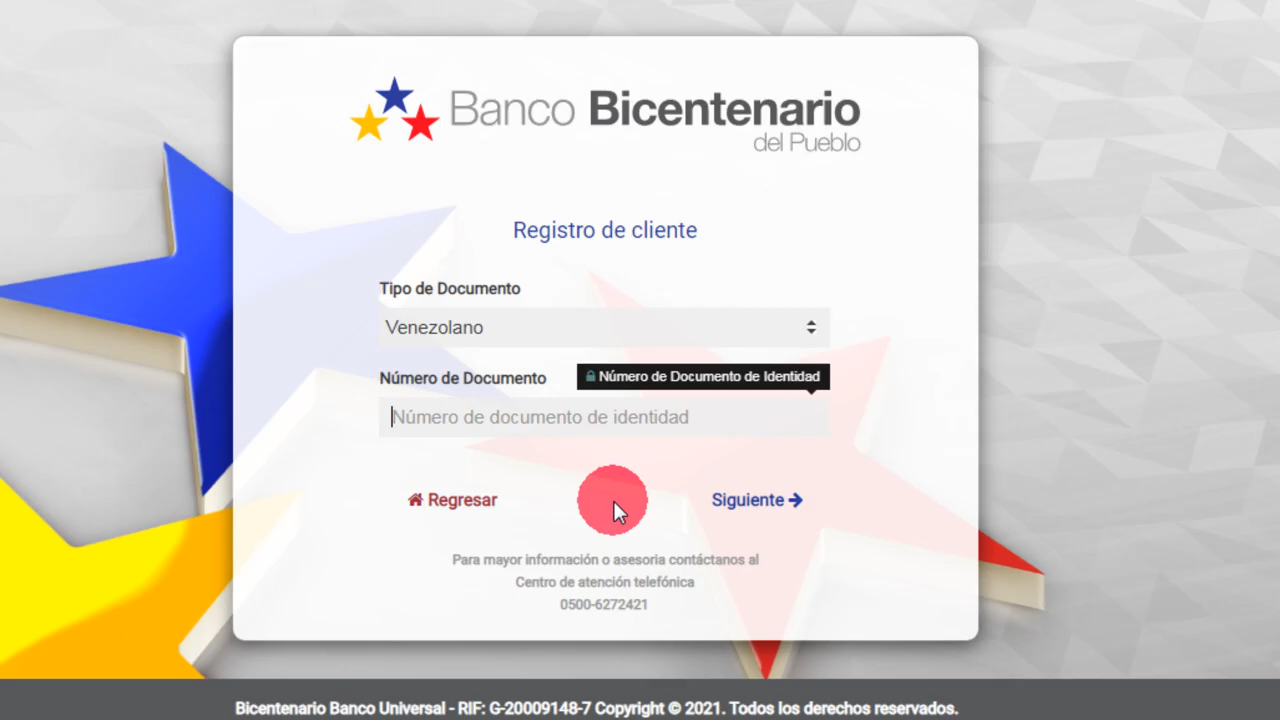 Banco Bicentenario
del Pueblo
Registro de cliente
Tipo de Documento
Venezolano
Número de Documento
Número de Documento de Identidad
Número de documento de identidad
Regresar
Siguiente
Para mayor información o asesoria contáctanos al
Centro de atención telefónica
0500-6272421
Bicentenario Banco Universal - RIF: G-20009148-7 Copyright © 2021. Todos los derechos reservados.